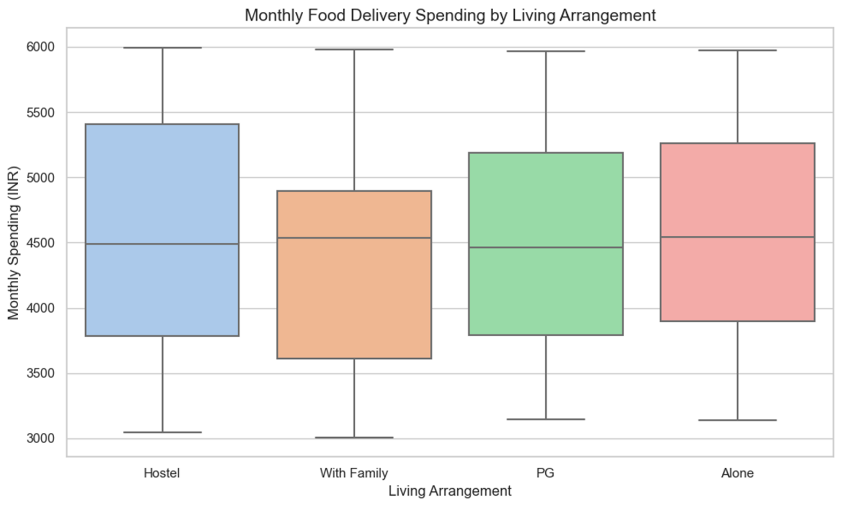 Monthly Food Delivery Spending by Living Arrangement
6000
5500
5000
4500
4000
3500
3000
Monthly Spending (INR)
Hostel With Family PG Alone
Living Arrangement